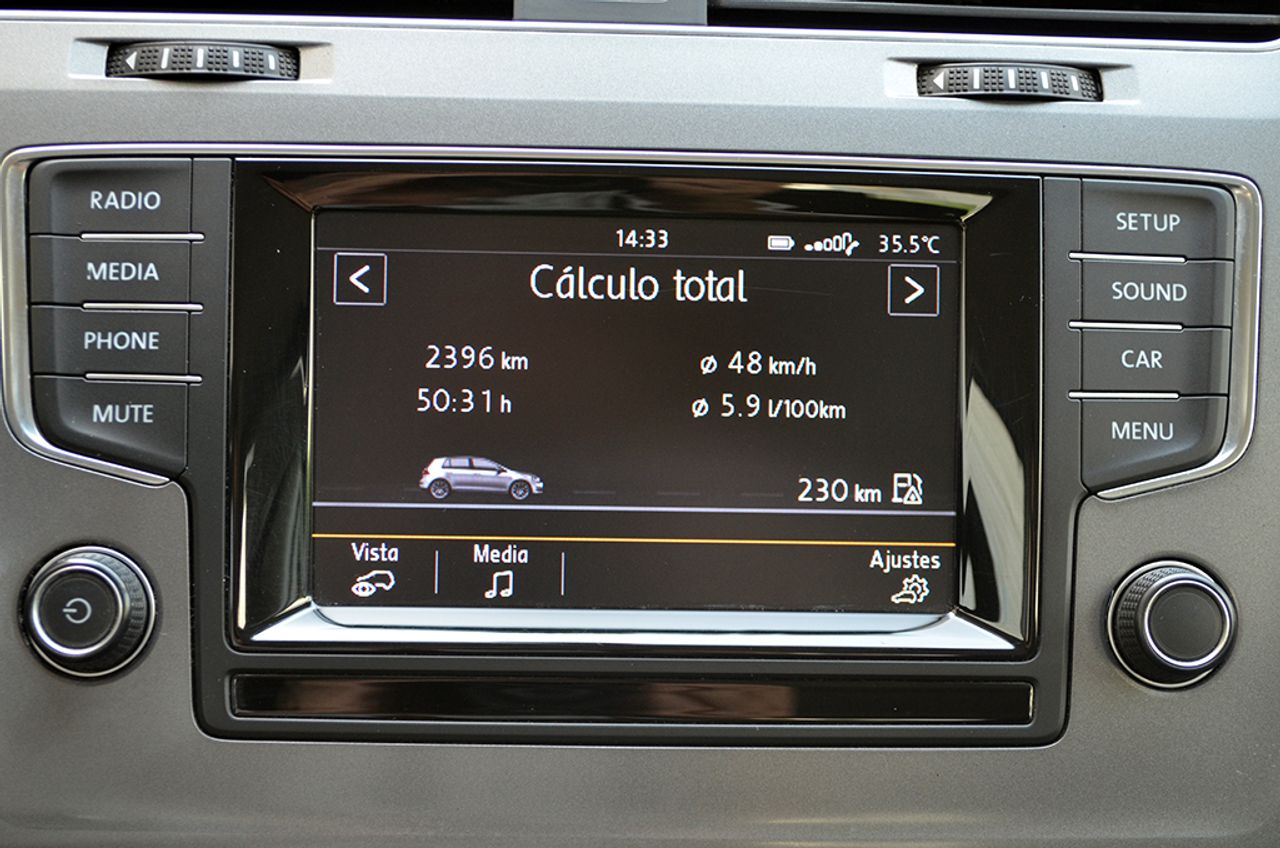 RADIO
MEDIA
PHONE
MUTE
14:33 35.5°C
<
Cálculo total
>
2396 km
50:31 h
ø 48 km/h
ø 5.9 l/100km
230 km
Vista
Media
Ajustes
SETUP
SOUND
CAR
MENU